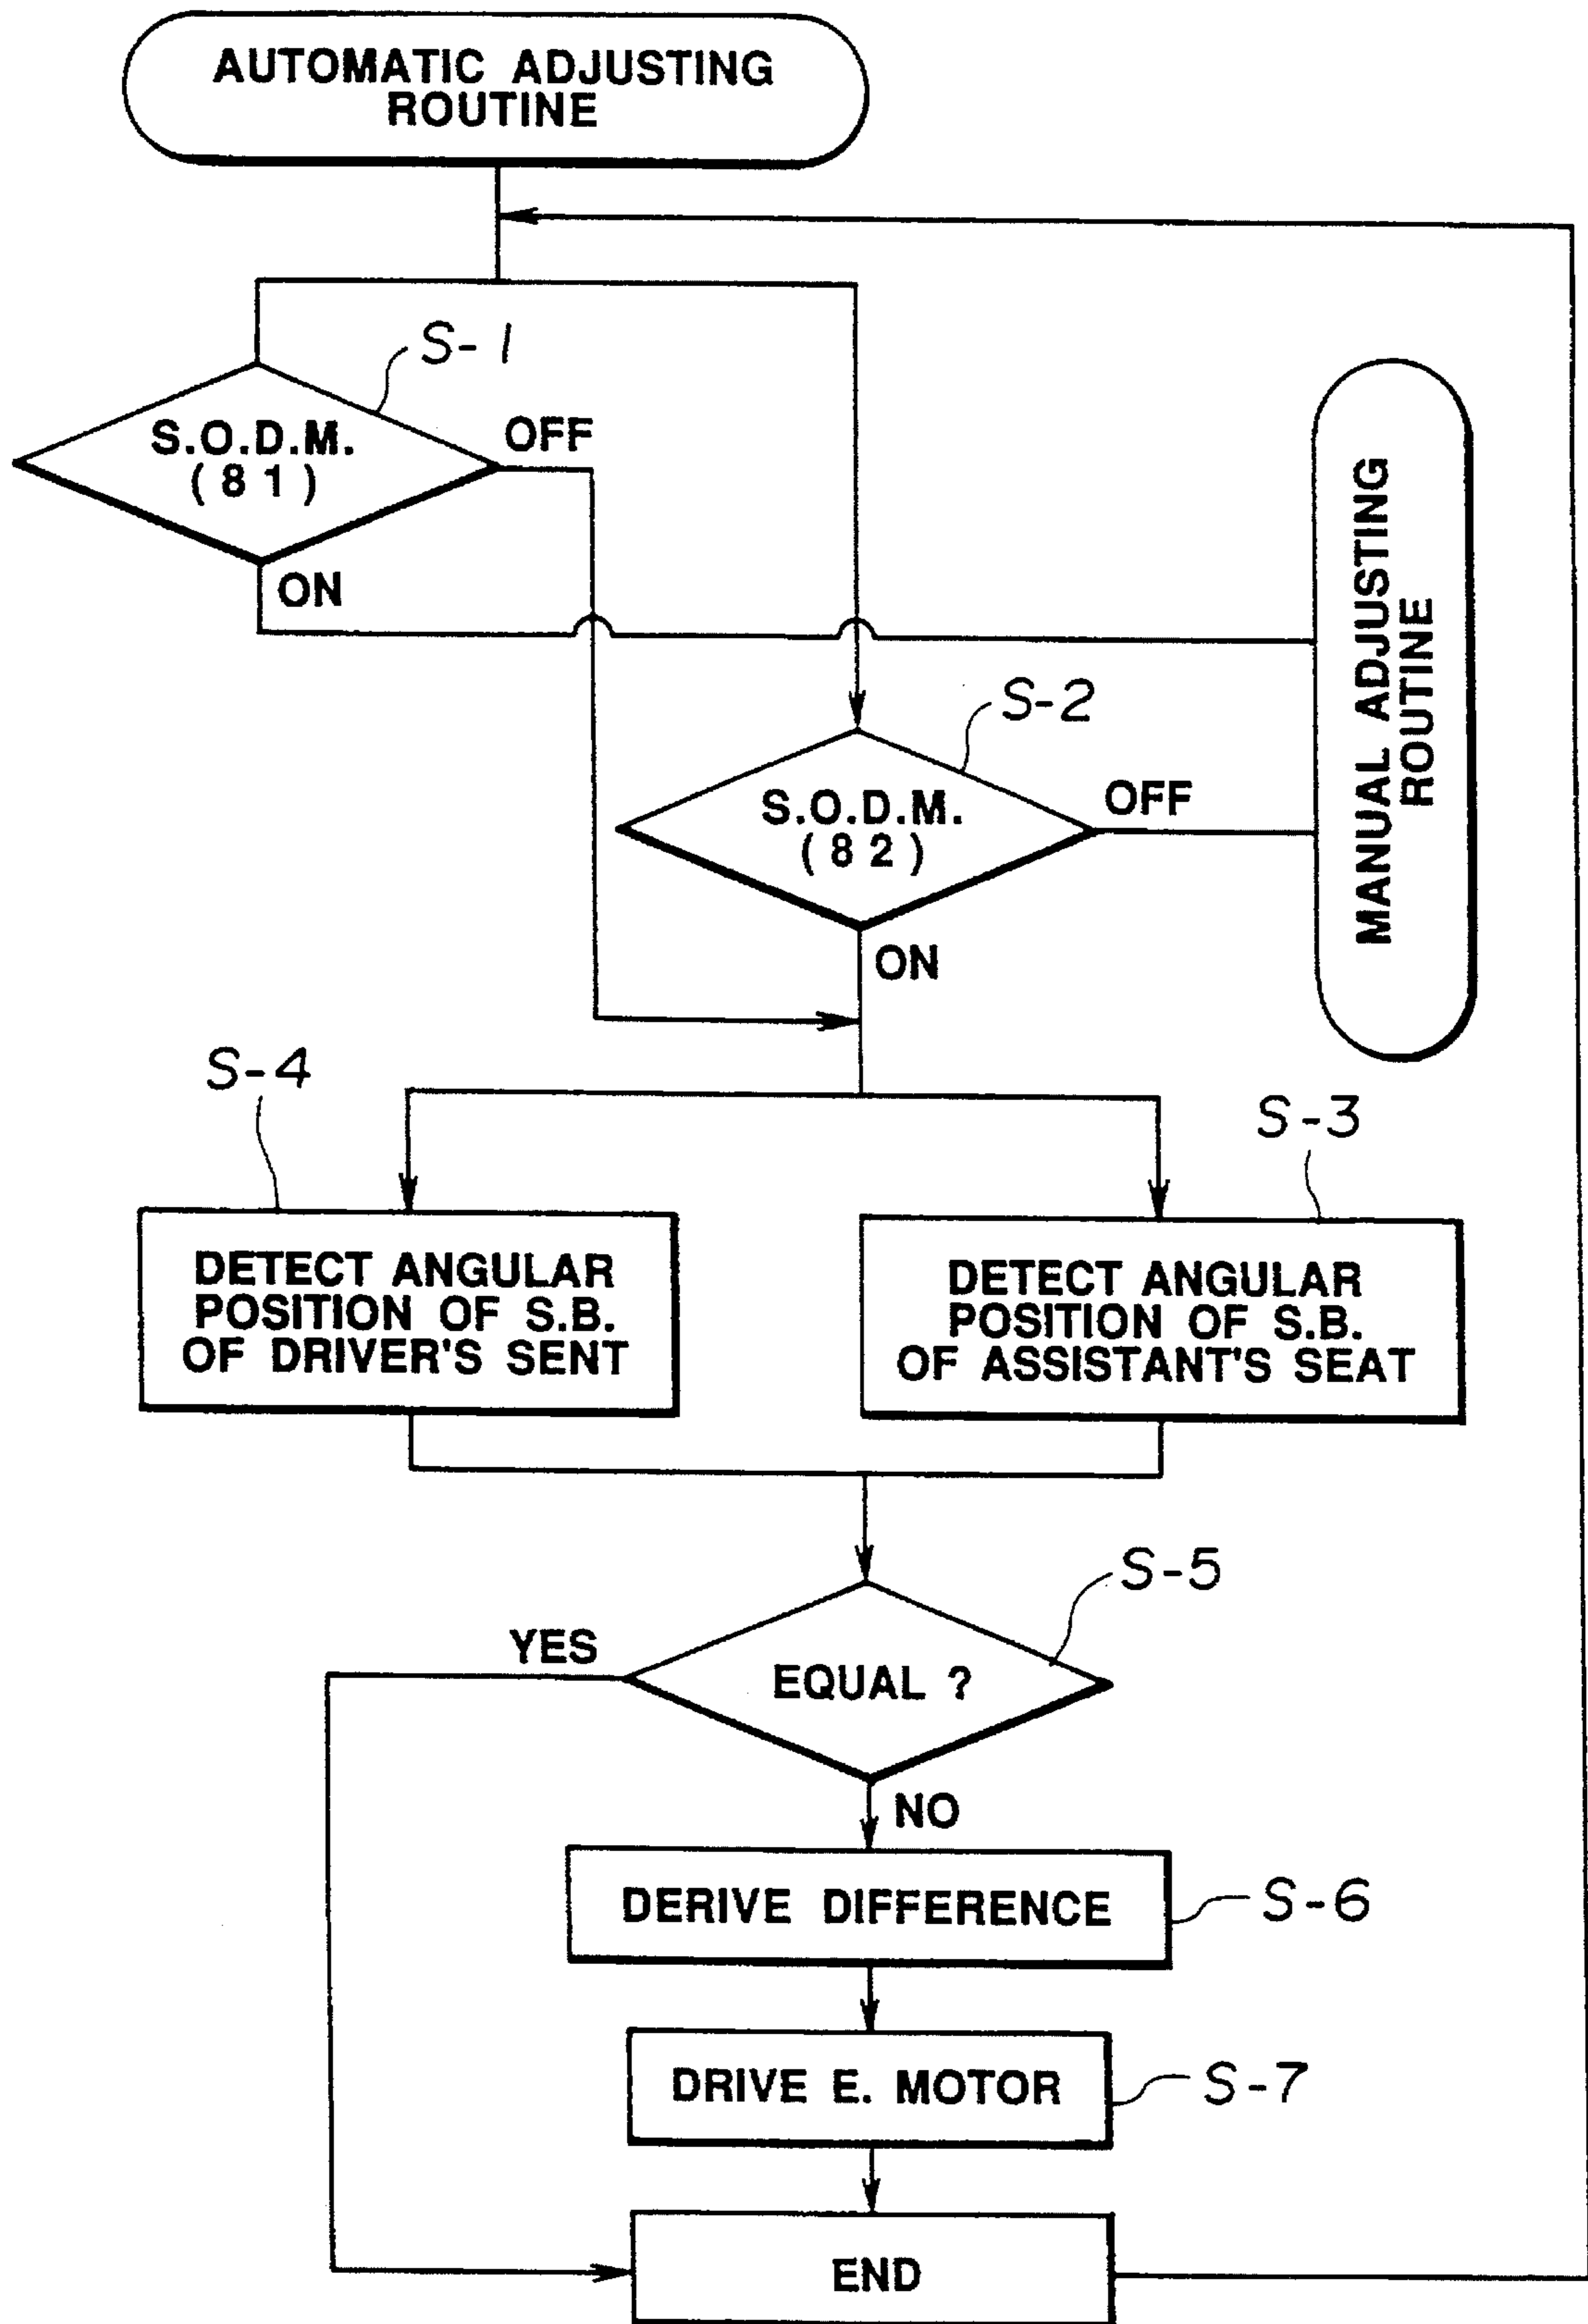 AUTOMATIC ADJUSTING
ROUTINE
S-1
S.O.D.M.
(81)
OFF
ON
MANUAL ADJUSTING
ROUTINE
S-2
S.O.D.M.
(82)
OFF
ON
S-4
S-3
DETECT ANGULAR
POSITION OF S.B.
OF DRIVER'S SENT
DETECT ANGULAR
POSITION OF S.B.
OF ASSISTANT'S SEAT
S-5
YES
EQUAL ?
NO
DERIVE DIFFERENCE
S-6
DRIVE E. MOTOR
S-7
END